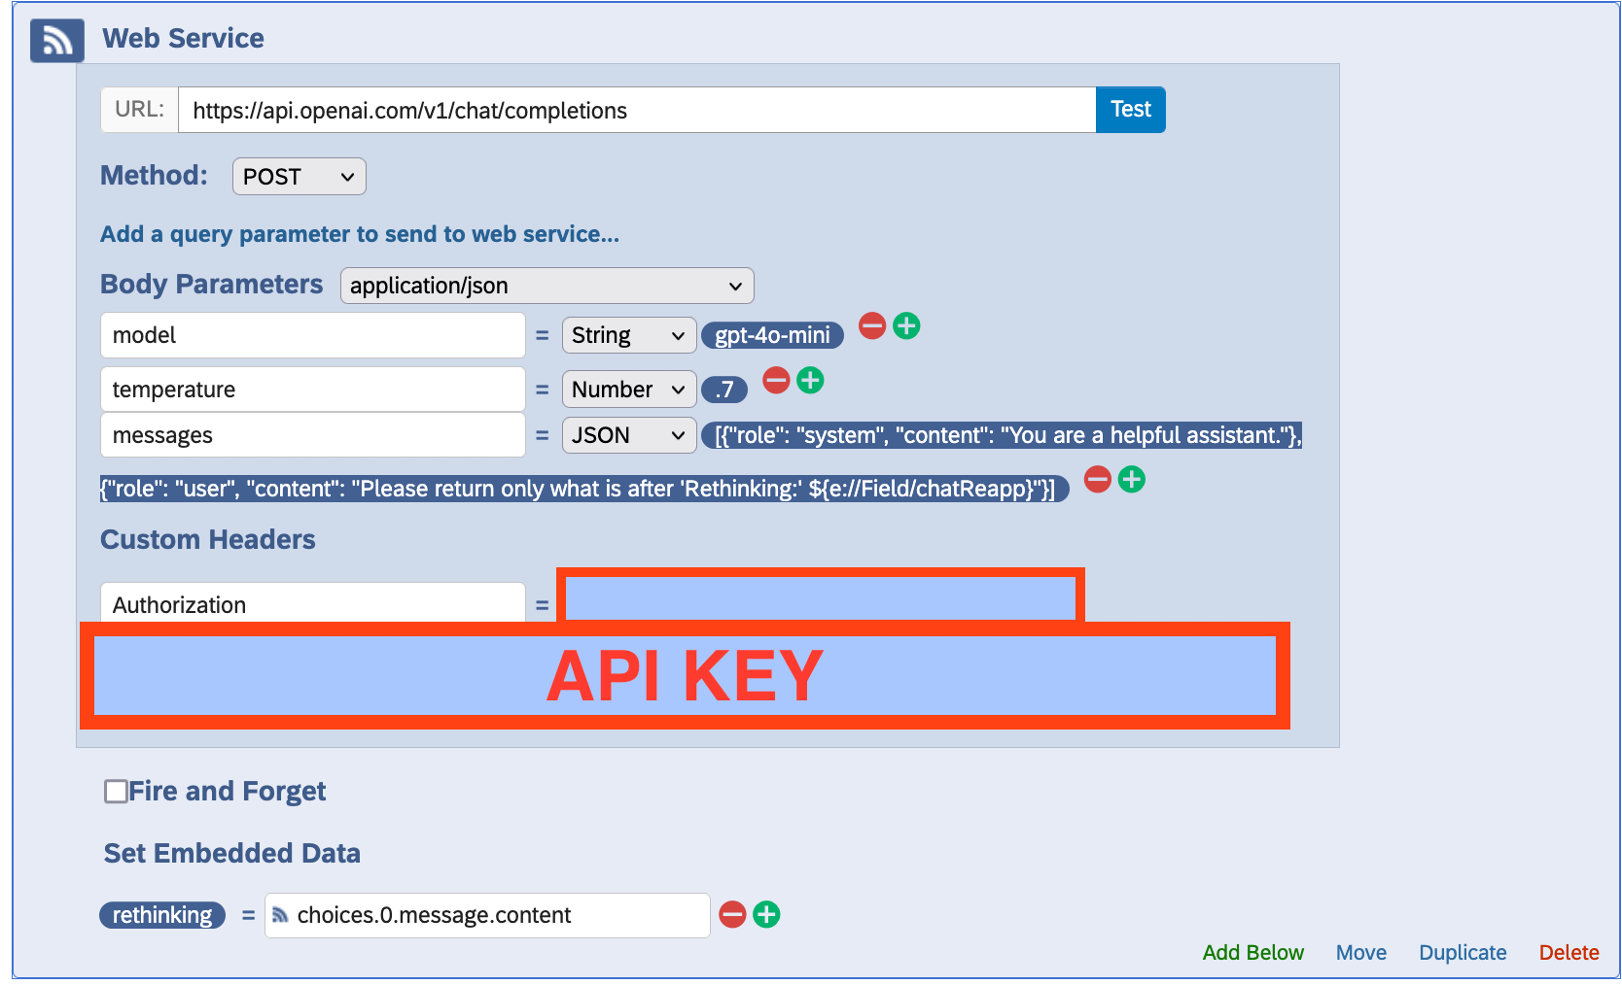 Web Service
URL: https://api.openai.com/v1/chat/completions Test
Method: POST
Add a query parameter to send to web service...
Body Parameters application/json
model = String gpt-4o-mini
temperature = Number .7
messages = JSON [{"role": "system", "content": "You are a helpful assistant."},
{"role": "user", "content": "Please return only what is after 'Rethinking:' ${e://Field/chatReapp}"}]
Custom Headers
Authorization =
API KEY
Fire and Forget
Set Embedded Data
rethinking = choices.0.message.content
Add Below Move Duplicate Delete